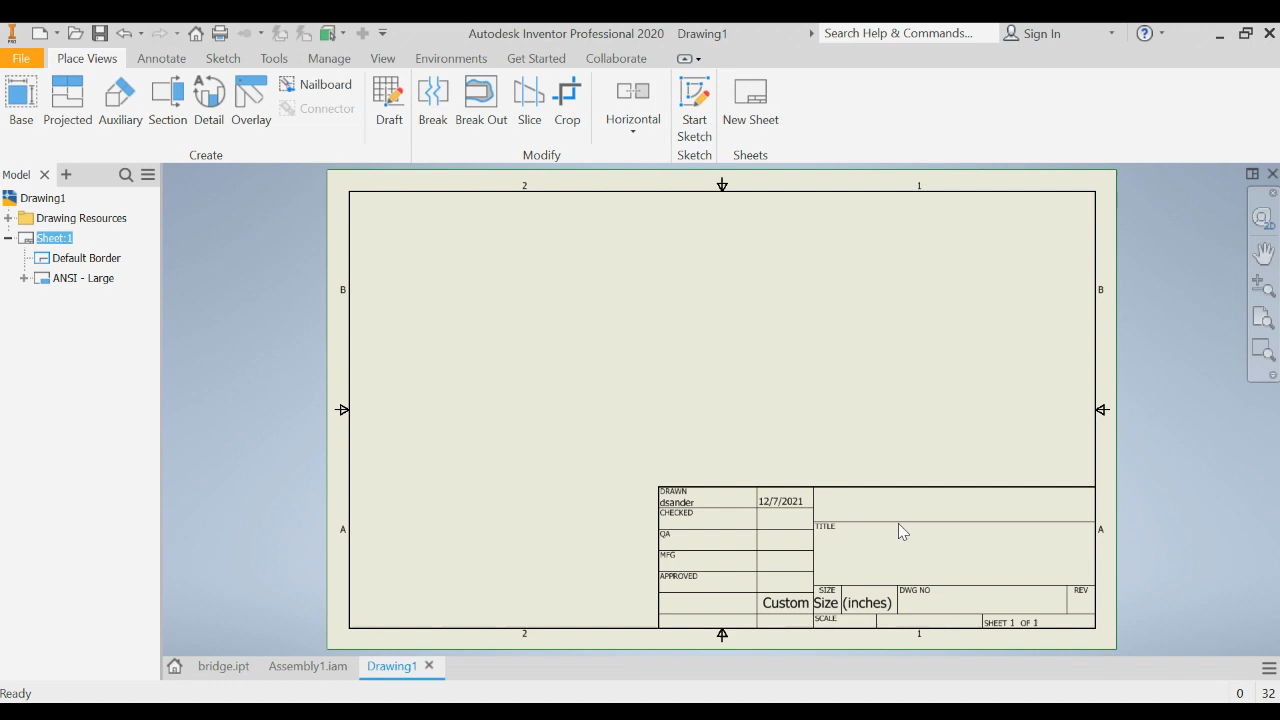 Autodesk Inventor Professional 2020 Drawing1
Search Help & Commands...
Sign In
File Place Views Annotate Sketch Tools Manage View Environments Get Started Collaborate
Base Projected Auxiliary Section Detail Overlay
Nailboard
Connector
Draft Break Break Out Slice Crop Horizontal
Start
Sketch
New Sheet
Create Modify Sketch Sheets
Model
Drawing1
Drawing Resources
Sheet:1
Default Border
ANSI - Large
2 1
B B
A A
DRAWN
dsander 12/7/2021
CHECKED
QA
MFG
APPROVED
TITLE
SIZE DWG NO REV
Custom Size (inches)
SCALE
SHEET 1 OF 1
2 1
2D
bridge.ipt Assembly1.iam Drawing1
Ready 0 32